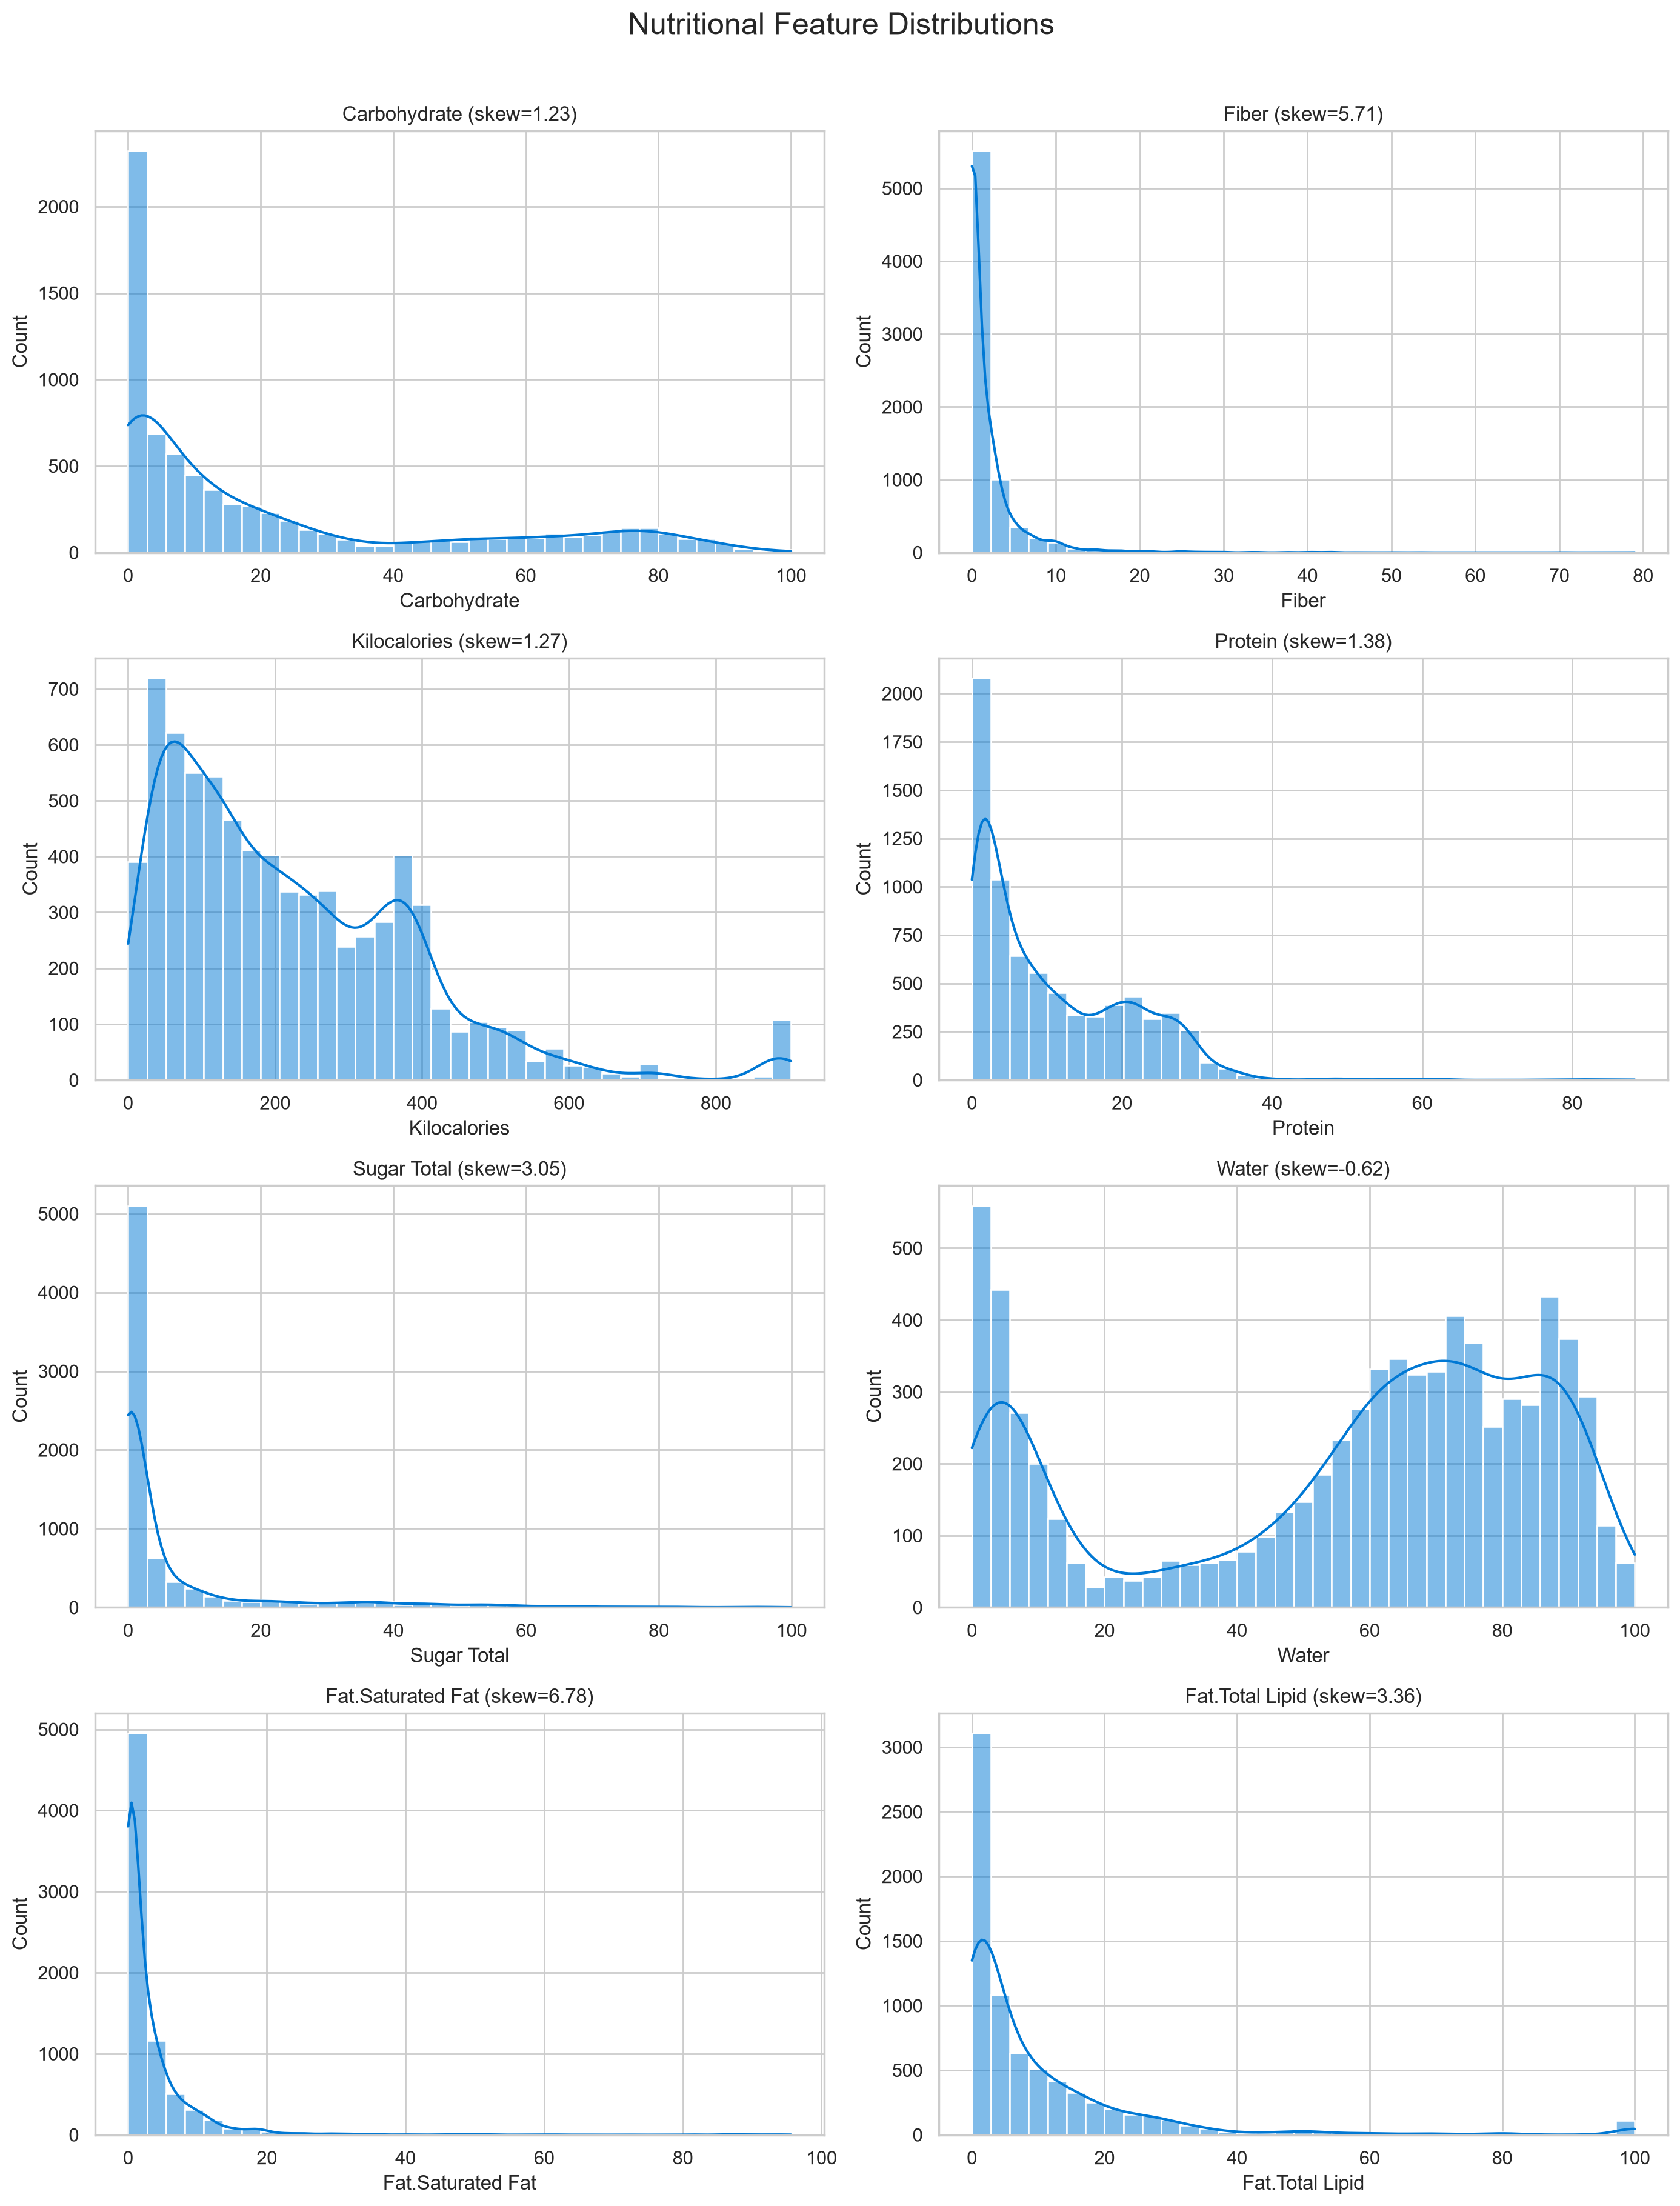 Nutritional Feature Distributions
Carbohydrate (skew=1.23)
Count
2000
1500
1000
500
0
0 20 40 60 80 100
Carbohydrate
Fiber (skew=5.71)
Count
5000
4000
3000
2000
1000
0
0 10 20 30 40 50 60 70 80
Fiber
Kilocalories (skew=1.27)
Count
700
600
500
400
300
200
100
0
0 200 400 600 800
Kilocalories
Protein (skew=1.38)
Count
2000
1750
1500
1250
1000
750
500
250
0
0 20 40 60 80
Protein
Sugar Total (skew=3.05)
Count
5000
4000
3000
2000
1000
0
0 20 40 60 80 100
Sugar Total
Water (skew=-0.62)
Count
500
400
300
200
100
0
0 20 40 60 80 100
Water
Fat.Saturated Fat (skew=6.78)
Count
5000
4000
3000
2000
1000
0
0 20 40 60 80 100
Fat.Saturated Fat
Fat.Total Lipid (skew=3.36)
Count
3000
2500
2000
1500
1000
500
0
0 20 40 60 80 100
Fat.Total Lipid